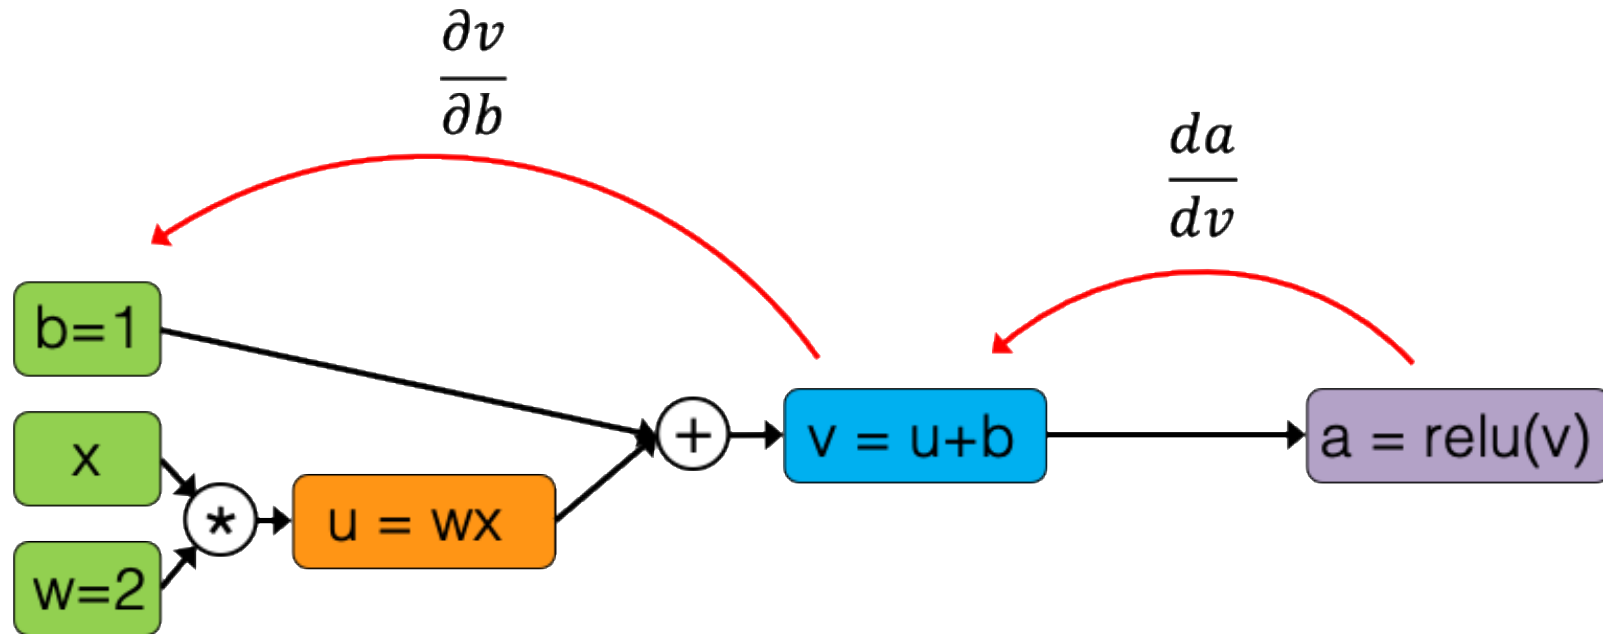 ∂v
∂b
da
dv
b=1
x
w=2
*
u = wx
+
v = u+b
a = relu(v)